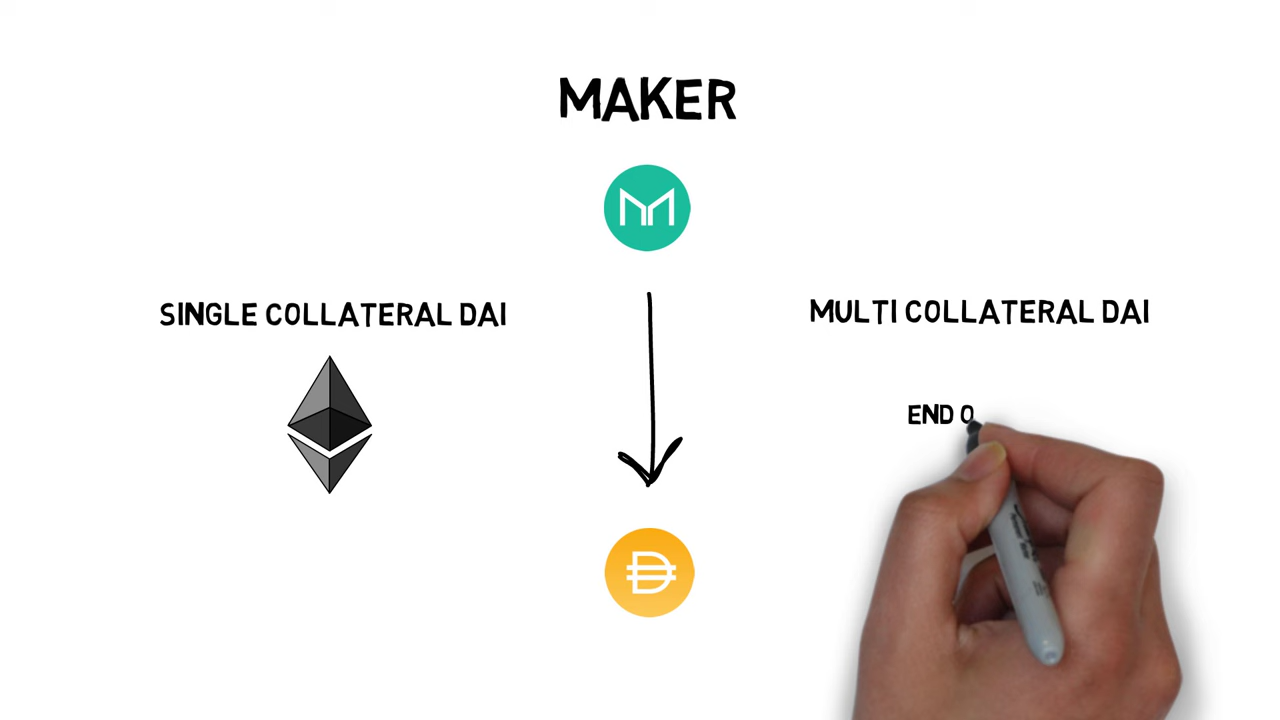 MAKER
SINGLE COLLATERAL DAI
MULTI COLLATERAL DAI
END O